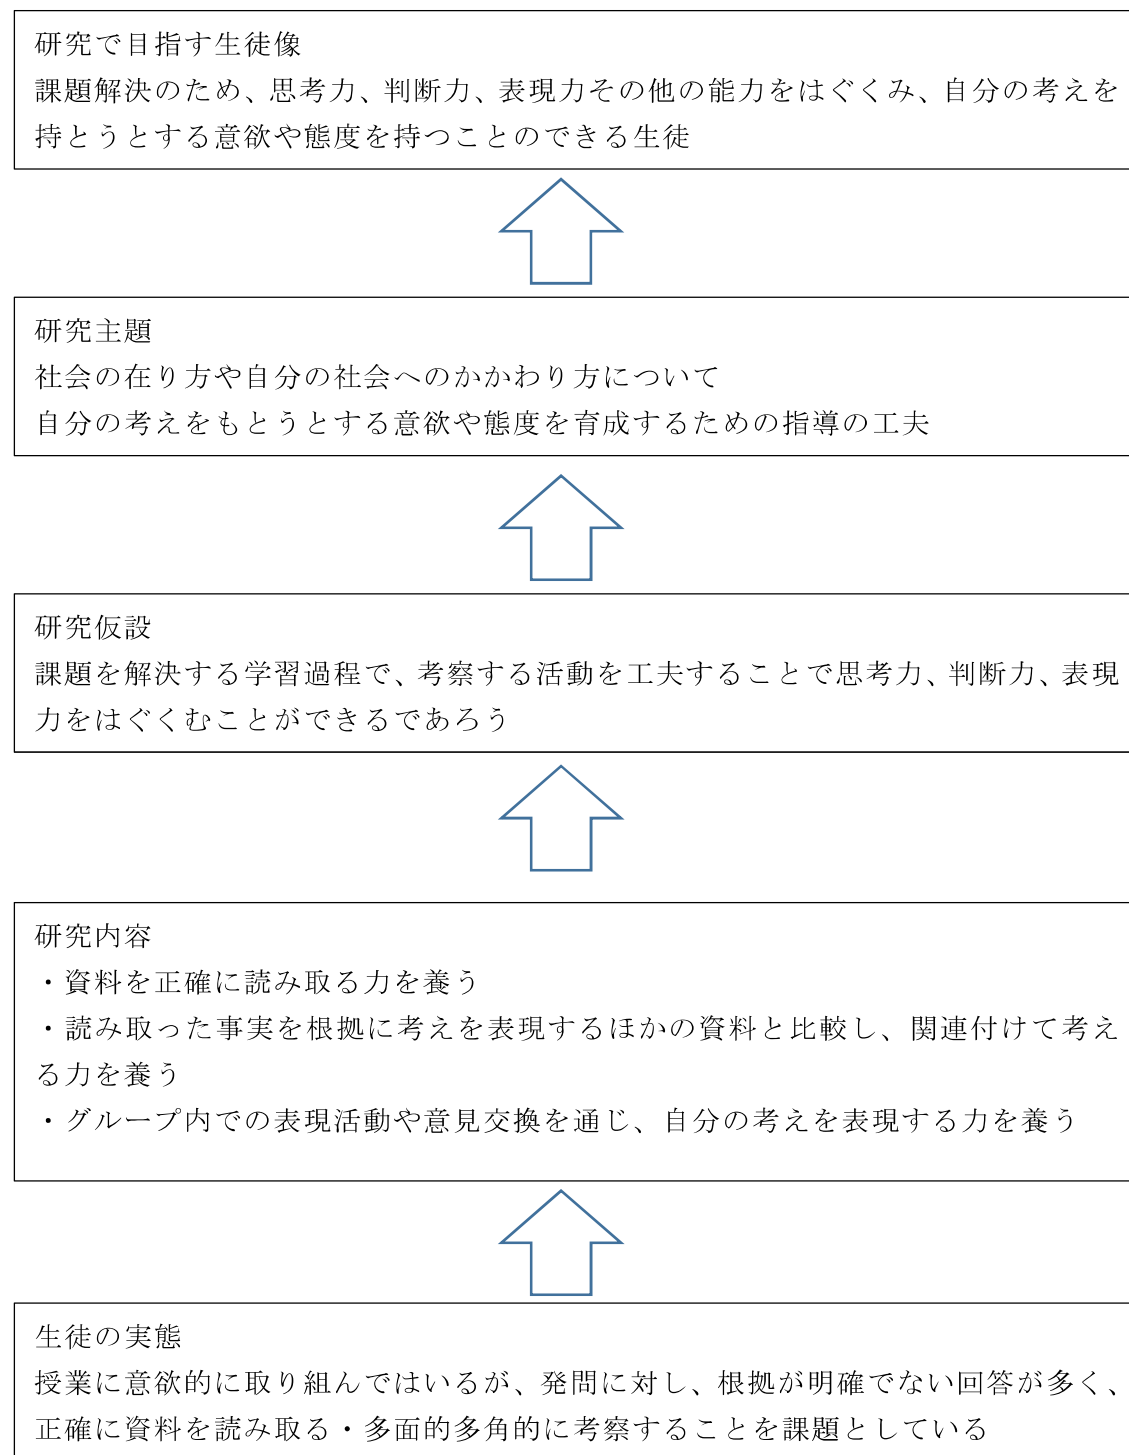 研究で目指す生徒像
課題解決のため、思考力、判断力、表現力その他の能力をはぐくみ、自分の考えを
持とうとする意欲や態度を持つことのできる生徒
研究主題
社会の在り方や自分の社会へのかかわり方について
自分の考えをもとうとする意欲や態度を育成するための指導の工夫
研究仮設
課題を解決する学習過程で、考察する活動を工夫することで思考力、判断力、表現
力をはぐくむことができるであろう
研究内容
・資料を正確に読み取る力を養う
・読み取った事実を根拠に考えを表現するほかの資料と比較し、関連付けて考え
る力を養う
・グループ内での表現活動や意見交換を通じ、自分の考えを表現する力を養う
生徒の実態
授業に意欲的に取り組んではいるが、発問に対し、根拠が明確でない回答が多く、
正確に資料を読み取る・多面的多角的に考察することを課題としている